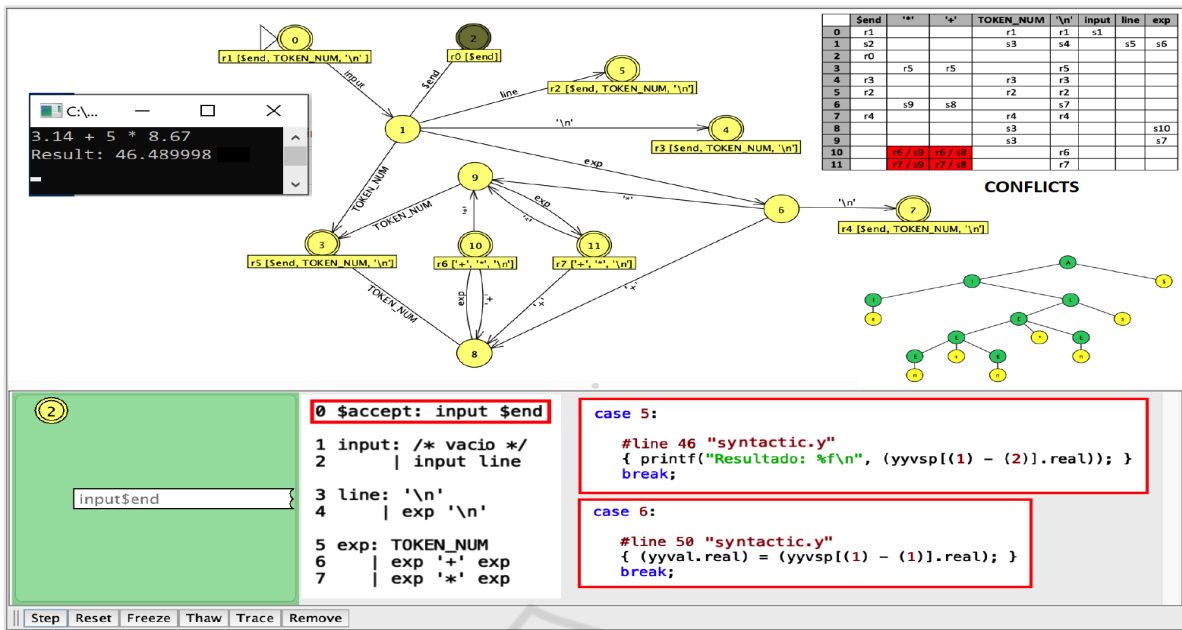 0
r1 [$end, TOKEN_NUM, '\n' ]
2
r0 [$end]
5
r2 [$end, TOKEN_NUM, '\n']
input
$end
line
1
'\n'
4
r3 [$end, TOKEN_NUM, '\n']
C:\...
3.14 + 5 * 8.67
Result: 46.489998
TOKEN_NUM
exp
9
TOKEN_NUM
exp
6
'\n'
7
r4 [$end, TOKEN_NUM, '\n']
3
r5 [$end, TOKEN_NUM, '\n']
10
r6 ['+', '*', '\n']
11
r7 ['+', '*', '\n']
TOKEN_NUM
exp
'+'
8
$end '*' '+' TOKEN_NUM '\n' input line exp
0 r1 r1 r1 s1
1 s2 s3 s4 s5 s6
2 r0
3 r5 r5 r5
4 r3 r3 r3
5 r2 r2 r2
6 s9 s8 s7
7 r4 r4 r4
8 s3 s10
9 s3 s7
10 r6 / s9 r6 / s8 r6
11 r7 / s9 r7 / s8 r7
CONFLICTS
A
I $
I L
e E s
E * E
E + E n
n n
2
input$end
0 $accept: input $end
1 input: /* vacio */
2 | input line
3 line: '\n'
4 | exp '\n'
5 exp: TOKEN_NUM
6 | exp '+' exp
7 | exp '*' exp
case 5:
#line 46 "syntactic.y"
{ printf("Resultado: %f\n", (yyvsp[(1) - (2)].real)); }
break;
case 6:
#line 50 "syntactic.y"
{ (yyval.real) = (yyvsp[(1) - (1)].real); }
break;
Step Reset Freeze Thaw Trace Remove